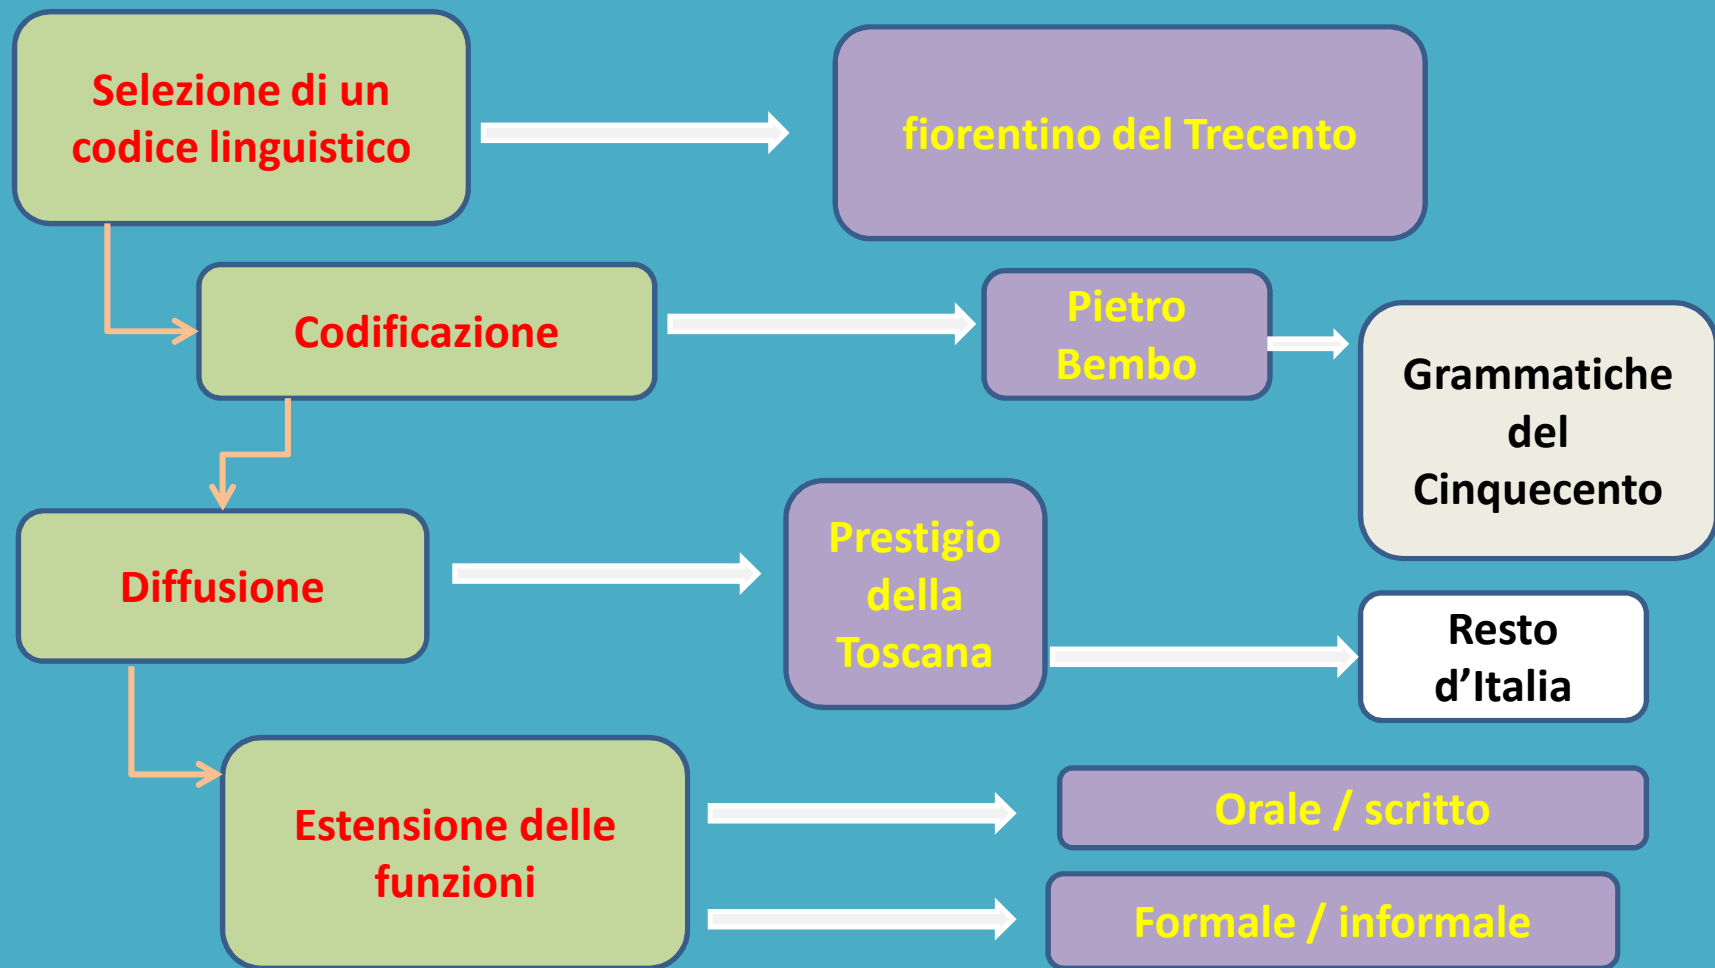 Selezione di un
codice linguistico
fiorentino del Trecento
Codificazione
Pietro
Bembo
Grammatiche
del
Cinquecento
Diffusione
Prestigio
della
Toscana
Resto
d’Italia
Estensione delle
funzioni
Orale / scritto
Formale / informale